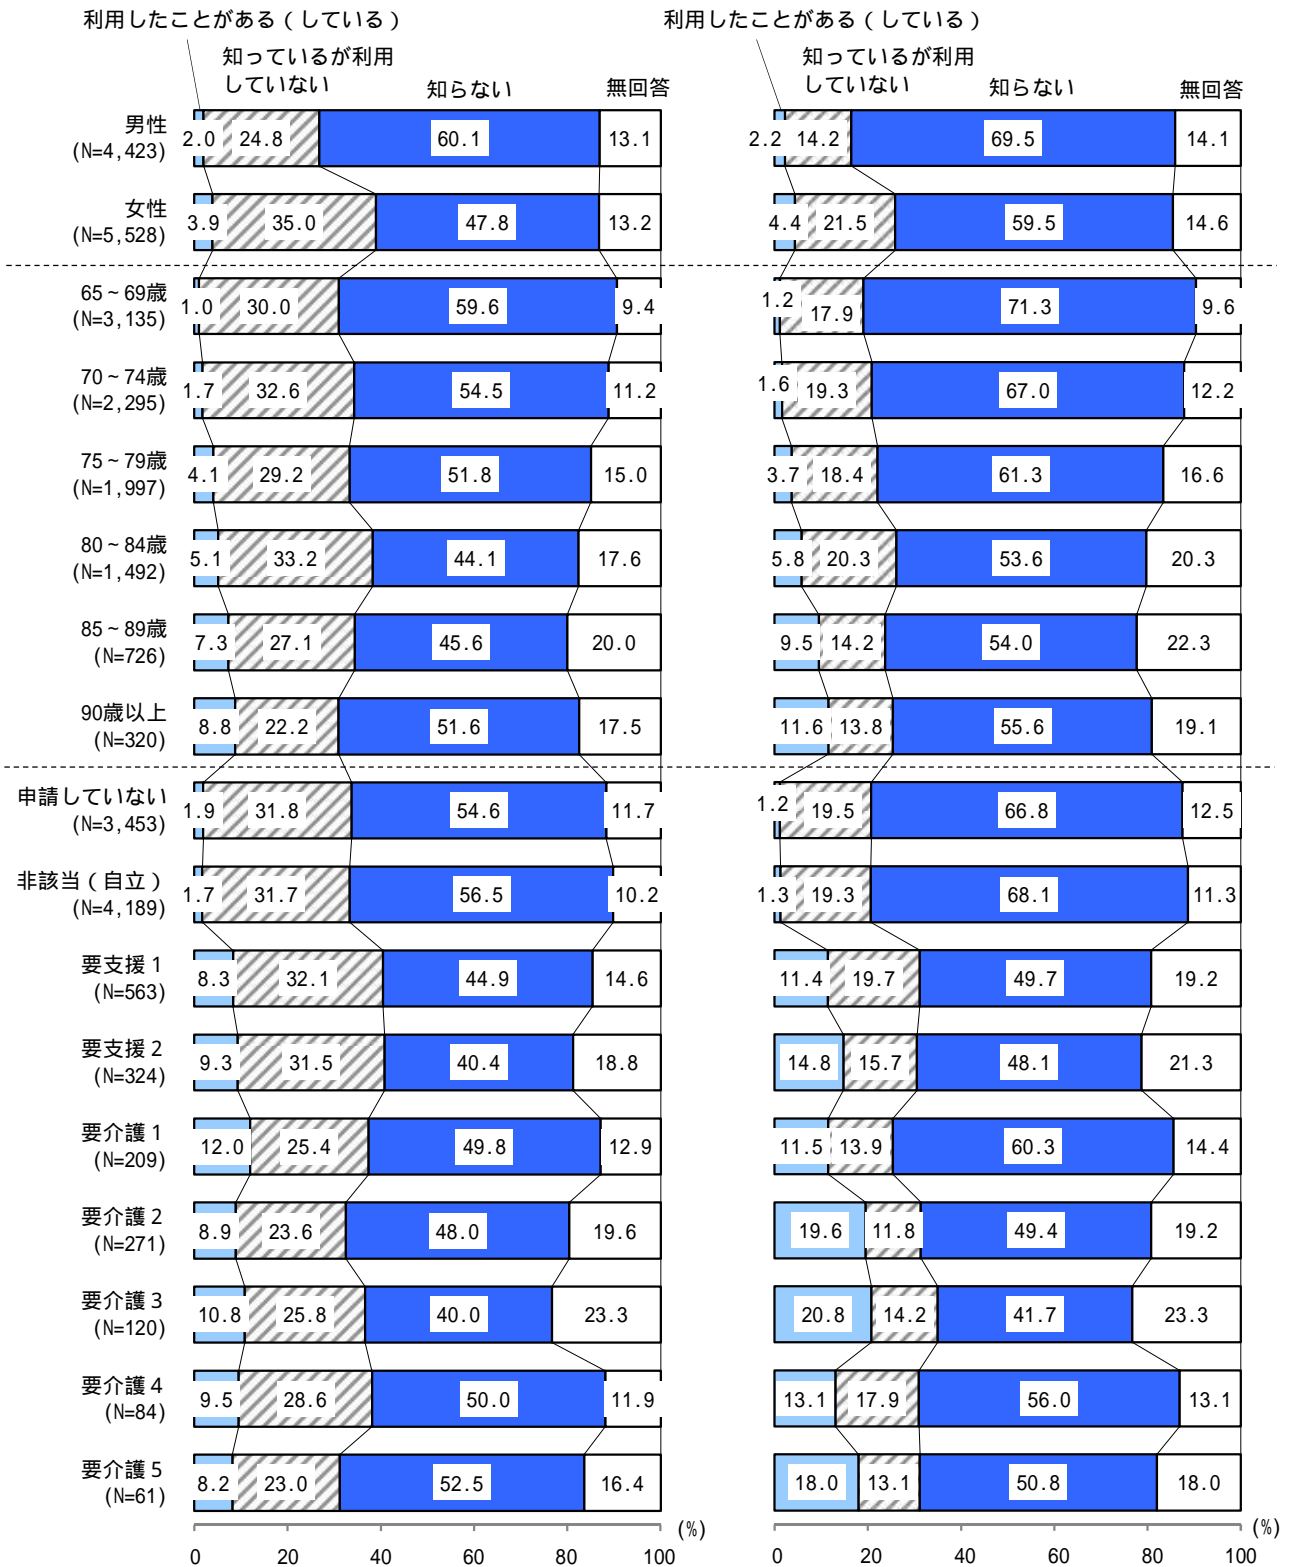 利用したことがある（している） 利用したことがある（している）
知っているが利用 知っているが利用
していない 知らない 無回答 していない 知らない 無回答
男性
(N=4,423) 2.0 24.8 60.1 13.1 2.2 14.2 69.5 14.1
女性
(N=5,528) 3.9 35.0 47.8 13.2 4.4 21.5 59.5 14.6
65～69歳
(N=3,135) 1.0 30.0 59.6 9.4 1.2 17.9 71.3 9.6
70～74歳
(N=2,295) 1.7 32.6 54.5 11.2 1.6 19.3 67.0 12.2
75～79歳
(N=1,997) 4.1 29.2 51.8 15.0 3.7 18.4 61.3 16.6
80～84歳
(N=1,492) 5.1 33.2 44.1 17.6 5.8 20.3 53.6 20.3
85～89歳
(N=726) 7.3 27.1 45.6 20.0 9.5 14.2 54.0 22.3
90歳以上
(N=320) 8.8 22.2 51.6 17.5 11.6 13.8 55.6 19.1
申請していない
(N=3,453) 1.9 31.8 54.6 11.7 1.2 19.5 66.8 12.5
非該当（自立）
(N=4,189) 1.7 31.7 56.5 10.2 1.3 19.3 68.1 11.3
要支援1
(N=563) 8.3 32.1 44.9 14.6 11.4 19.7 49.7 19.2
要支援2
(N=324) 9.3 31.5 40.4 18.8 14.8 15.7 48.1 21.3
要介護1
(N=209) 12.0 25.4 49.8 12.9 11.5 13.9 60.3 14.4
要介護2
(N=271) 8.9 23.6 48.0 19.6 19.6 11.8 49.4 19.2
要介護3
(N=120) 10.8 25.8 40.0 23.3 20.8 14.2 41.7 23.3
要介護4
(N=84) 9.5 28.6 50.0 11.9 13.1 17.9 56.0 13.1
要介護5
(N=61) 8.2 23.0 52.5 16.4 18.0 13.1 50.8 18.0
(%) (%)
0 20 40 60 80 100 0 20 40 60 80 100